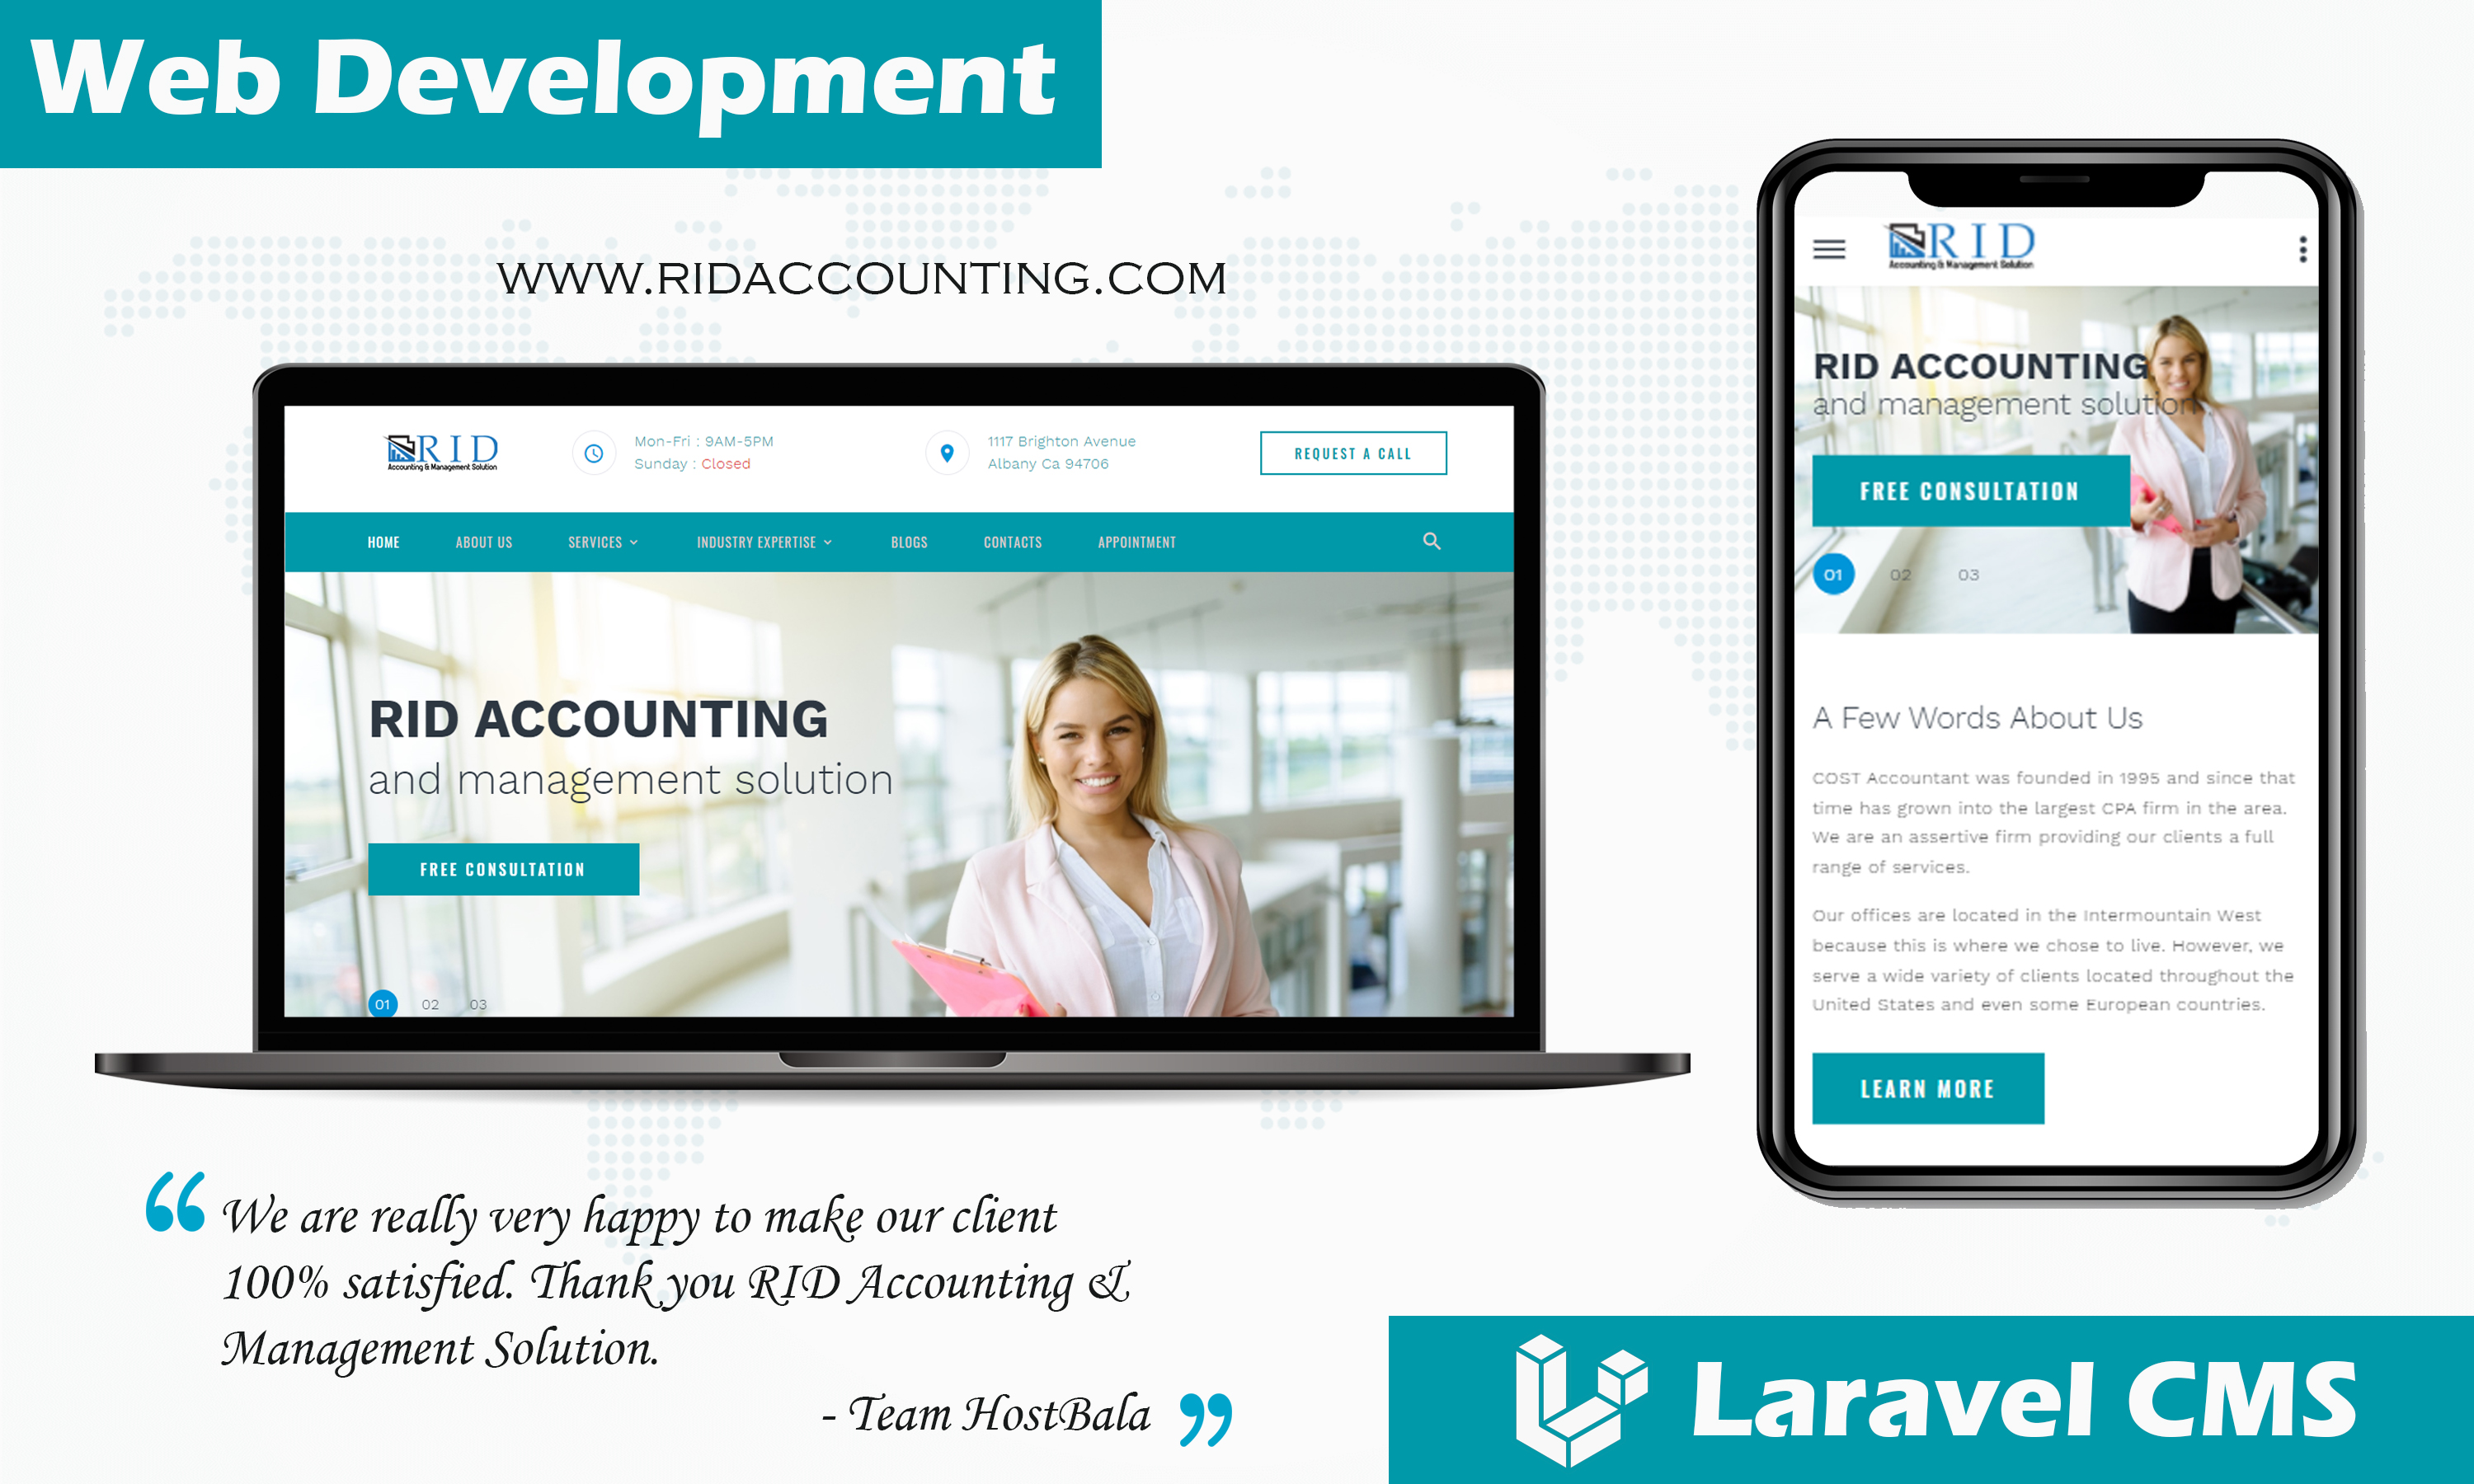 Web Development
WWW.RIDACCOUNTING.COM
RID
Accounting & Management Solution
Mon-Fri : 9AM-5PM
Sunday : Closed
1117 Brighton Avenue
Albany Ca 94706
REQUEST A CALL
HOME ABOUT US SERVICES INDUSTRY EXPERTISE BLOGS CONTACTS APPOINTMENT
RID ACCOUNTING
and management solution
FREE CONSULTATION
01 02 03
RID
Accounting & Management Solution
RID ACCOUNTING
and management solution
FREE CONSULTATION
01 02 03
A Few Words About Us
COST Accountant was founded in 1995 and since that
time has grown into the largest CPA firm in the area.
We are an assertive firm providing our clients a full
range of services.
Our offices are located in the Intermountain West
because this is where we chose to live. However, we
serve a wide variety of clients located throughout the
United States and even some European countries.
LEARN MORE
“We are really very happy to make our client
100% satisfied. Thank you RID Accounting &
Management Solution.
- Team HostBala ”
Laravel CMS